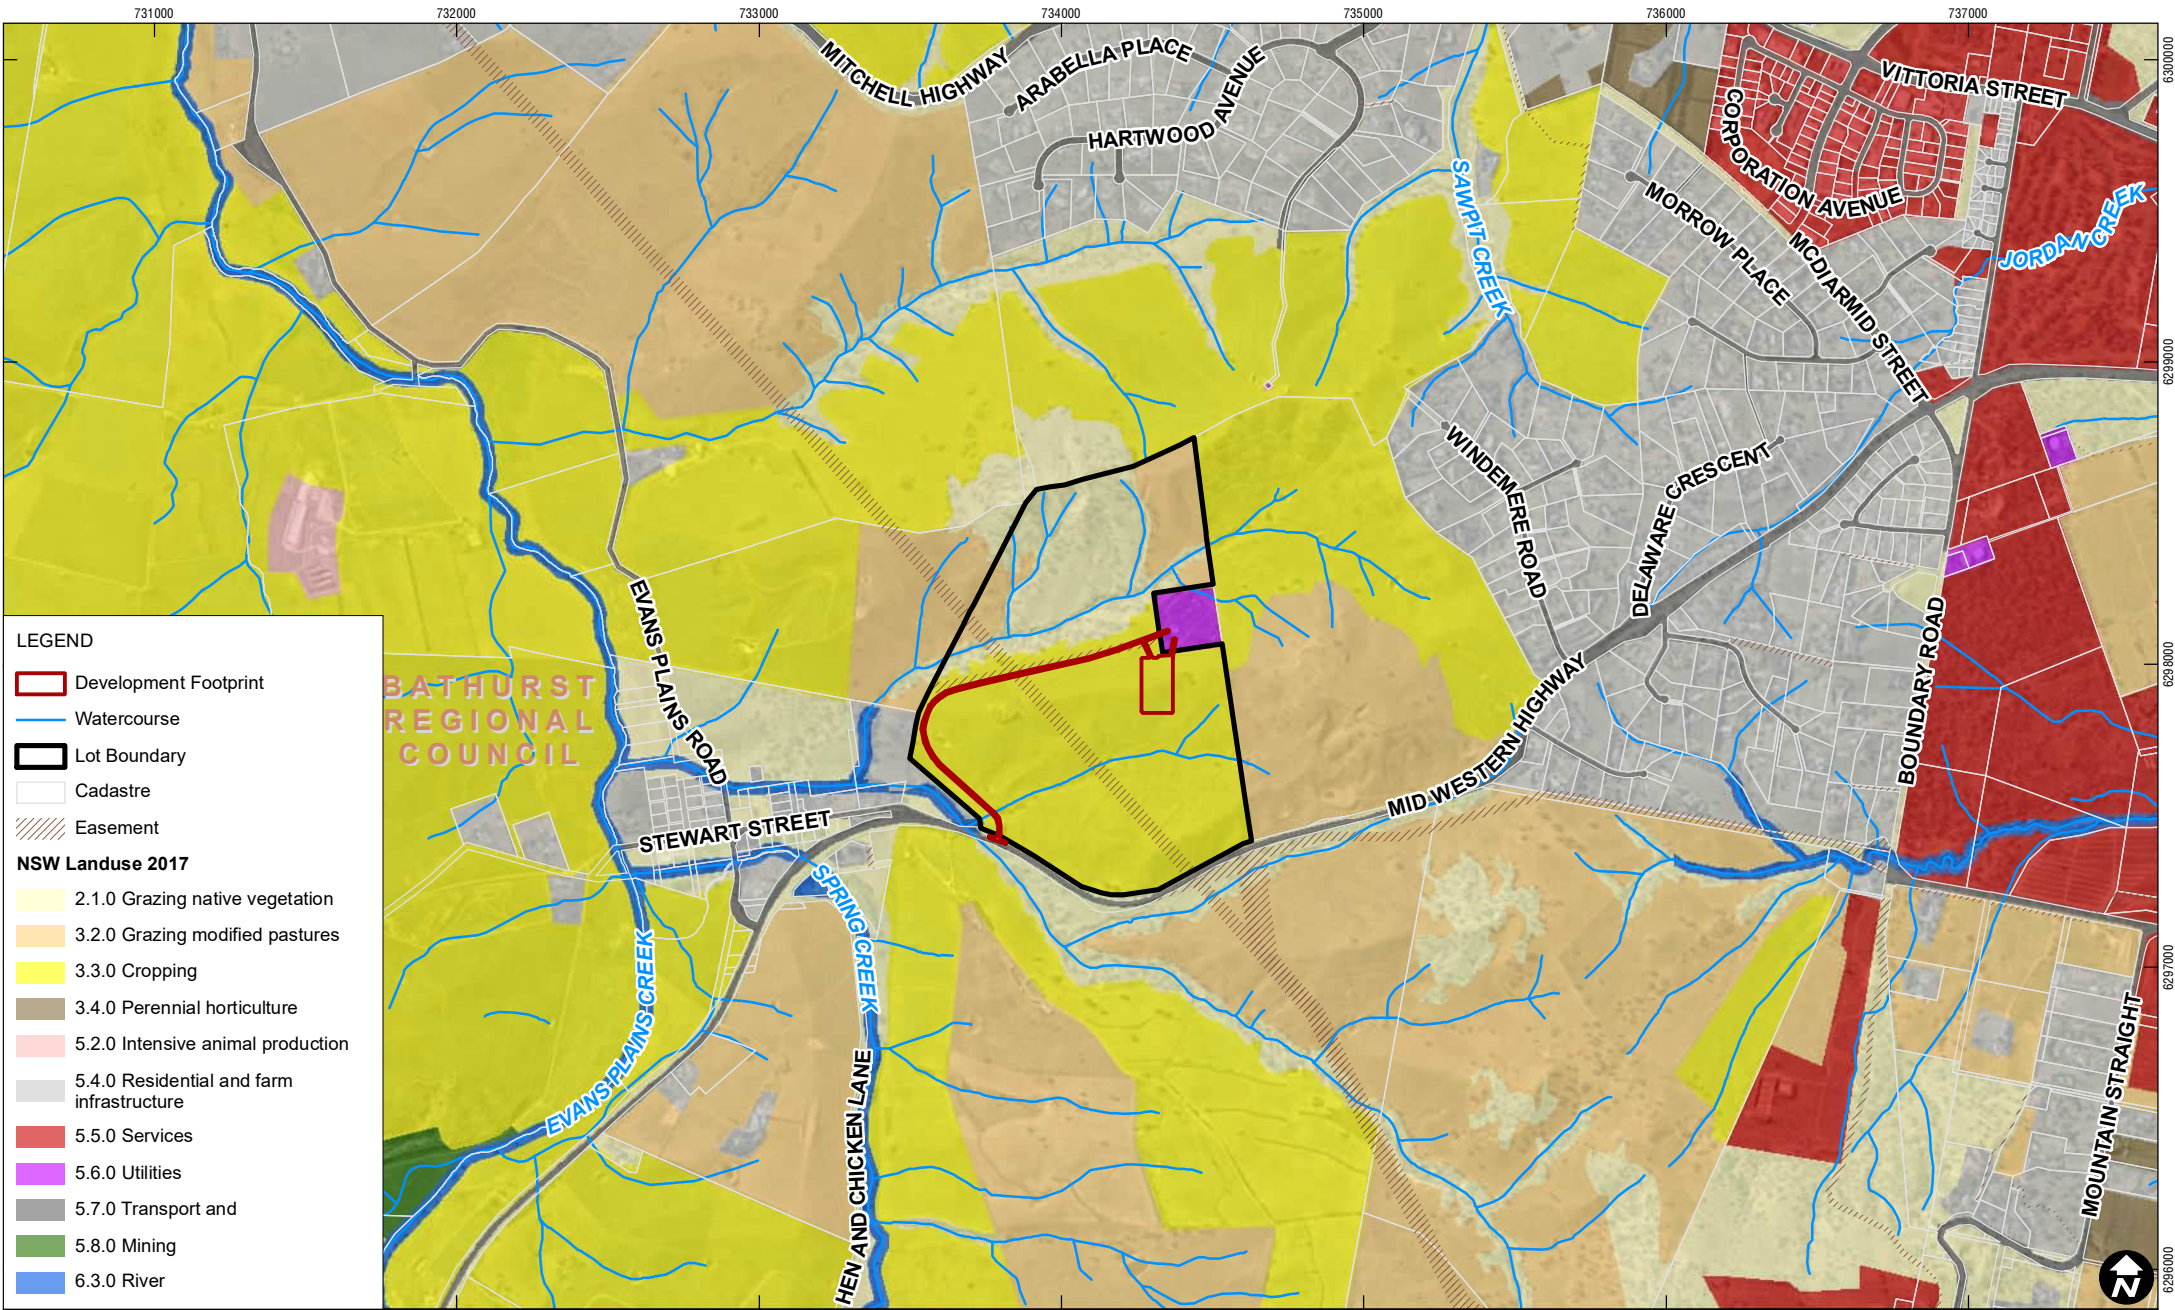 731000
732000
733000
734000
735000
736000
737000
6300000
6299000
6298000
6297000
6296000
MITCHELL HIGHWAY
ARABELLA PLACE
HARTWOOD AVENUE
VITTORIA STREET
CORPORATION AVENUE
MORROW PLACE
MCDIARMID STREET
JORDAN CREEK
SAWPIT CREEK
WINDEMERE ROAD
DELAWARE CRESCENT
BOUNDARY ROAD
MID WESTERN HIGHWAY
EVANS PLAINS ROAD
STEWART STREET
SPRING CREEK
EVANS PLAINS CREEK
HEN AND CHICKEN LANE
MOUNTAIN STRAIGHT
BATHURST
REGIONAL
COUNCIL
LEGEND
Development Footprint
Watercourse
Lot Boundary
Cadastre
Easement
NSW Landuse 2017
2.1.0 Grazing native vegetation
3.2.0 Grazing modified pastures
3.3.0 Cropping
3.4.0 Perennial horticulture
5.2.0 Intensive animal production
5.4.0 Residential and farm
infrastructure
5.5.0 Services
5.6.0 Utilities
5.7.0 Transport and
5.8.0 Mining
6.3.0 River
N